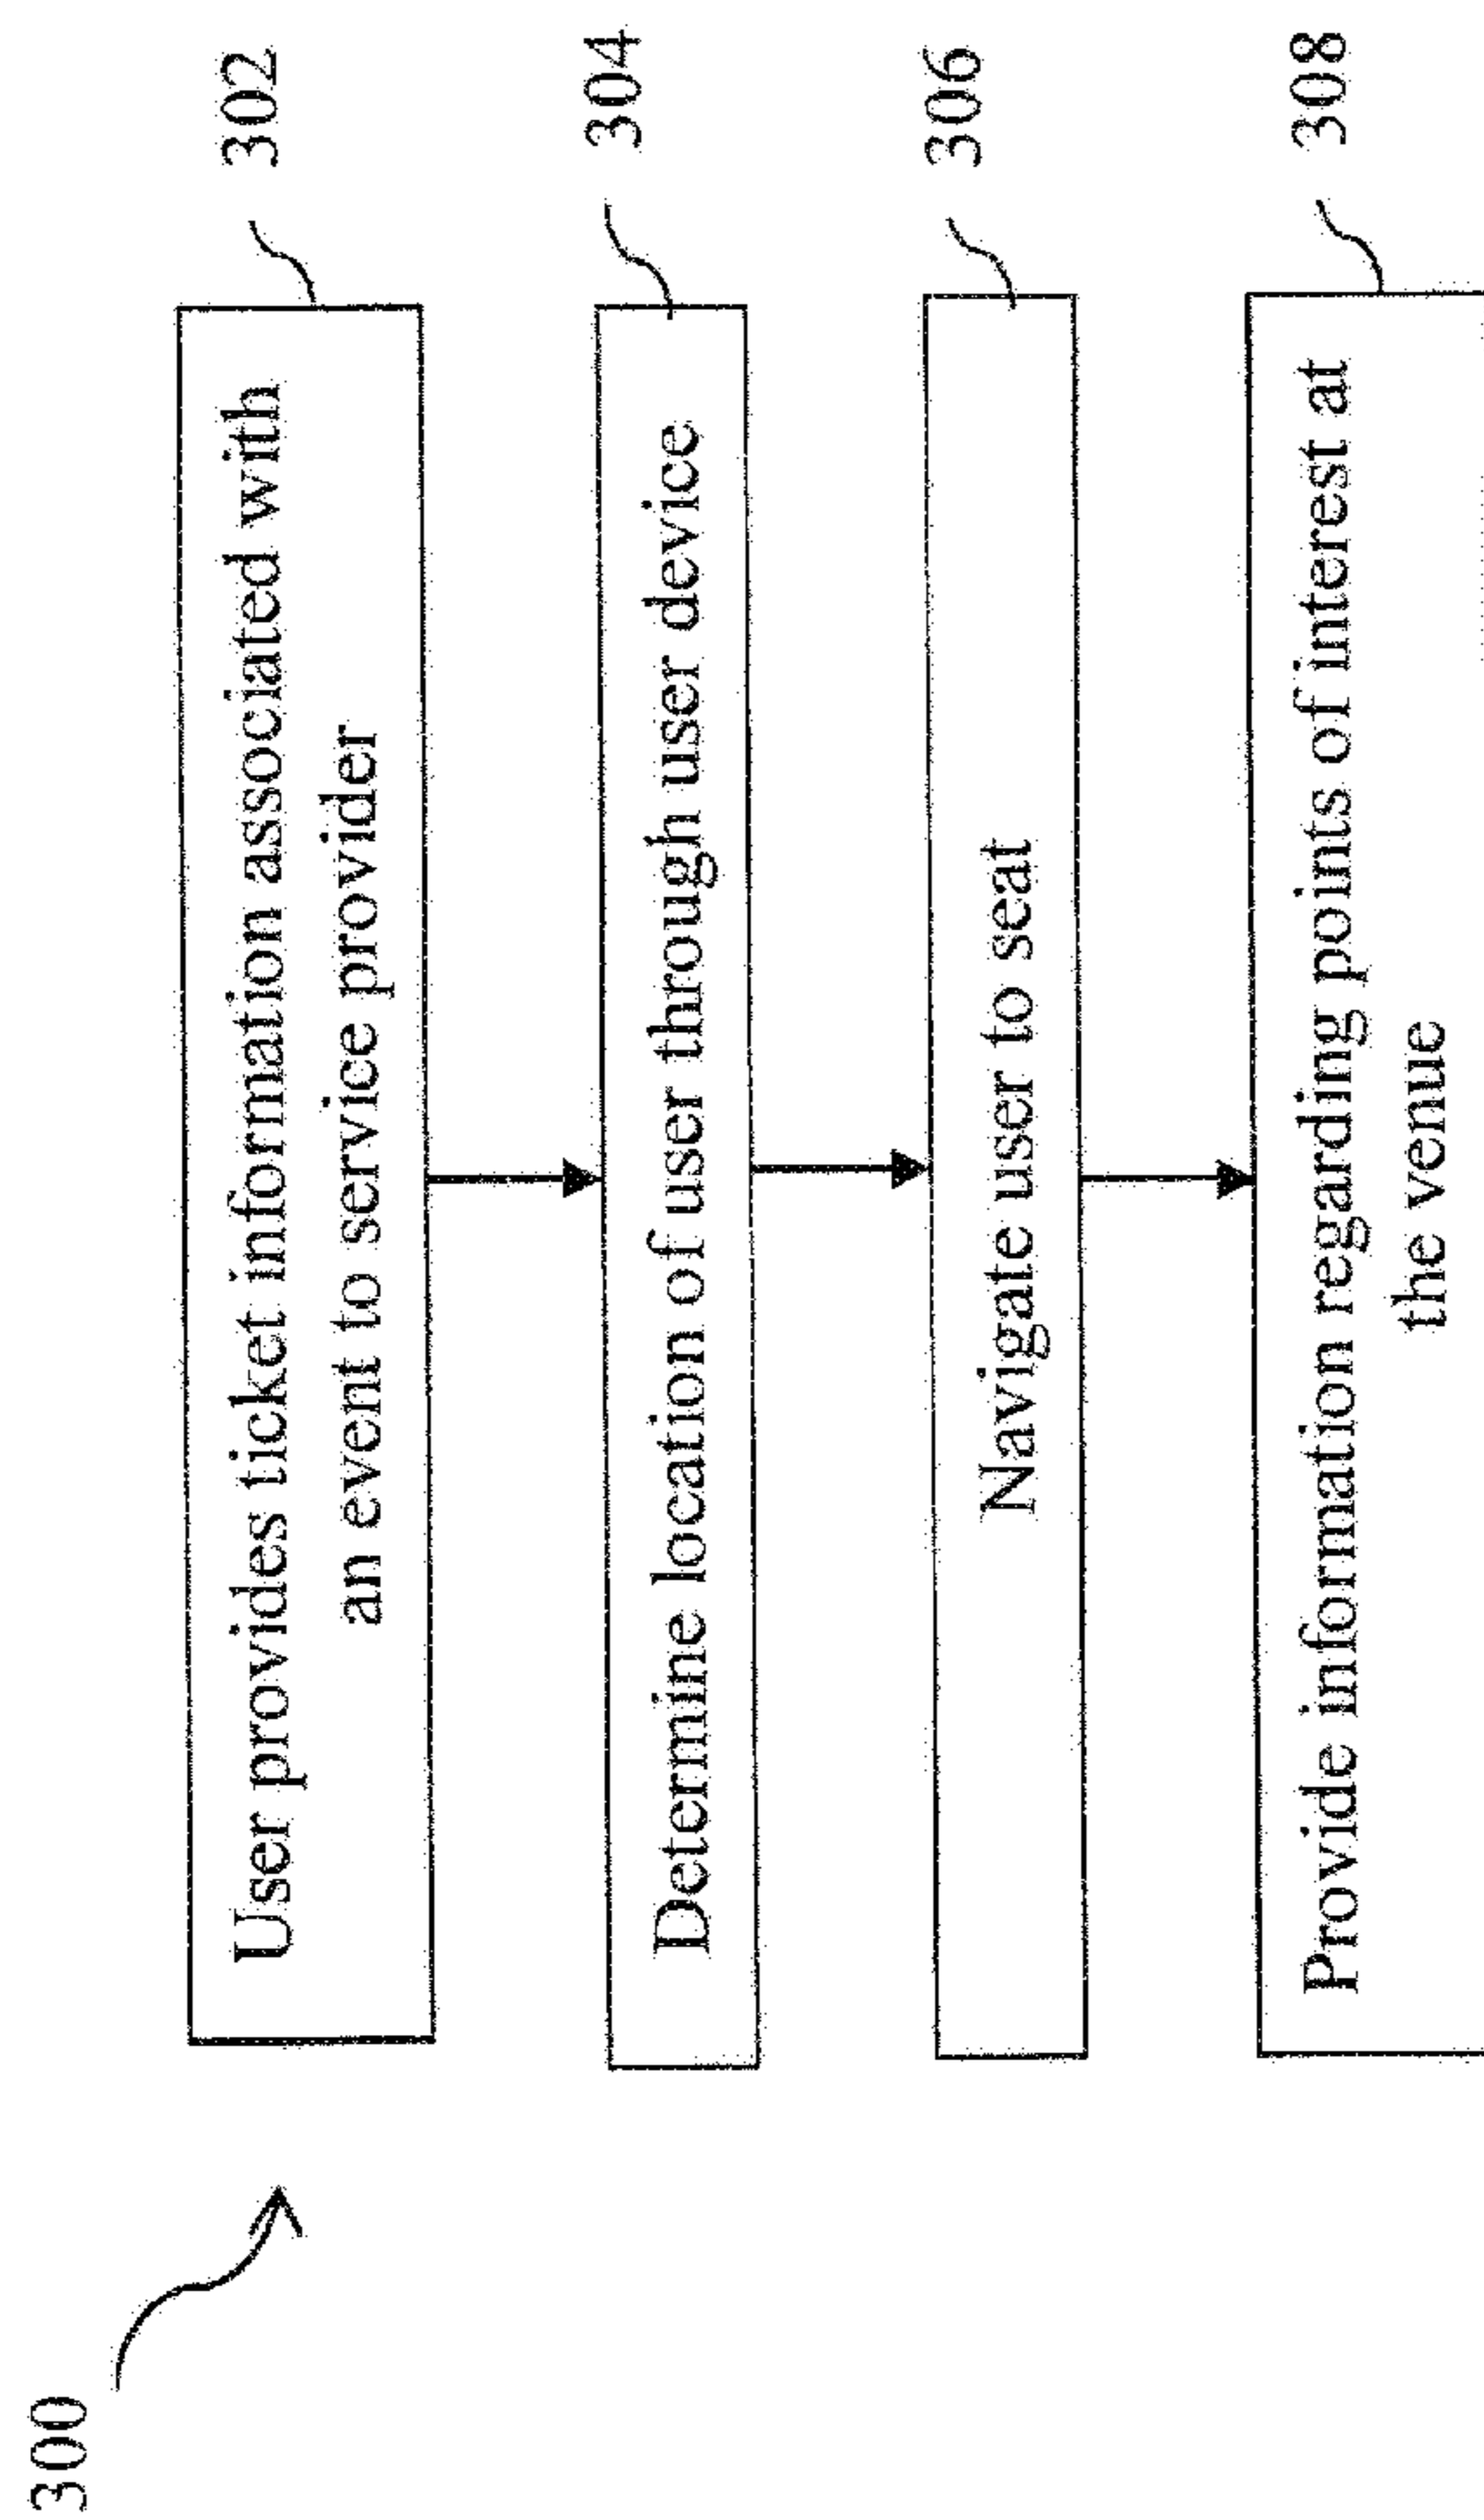 300
User provides ticket information associated with
an event to service provider
302
Determine location of user through user device
304
Navigate user to seat
306
Provide information regarding points of interest at
the venue
308